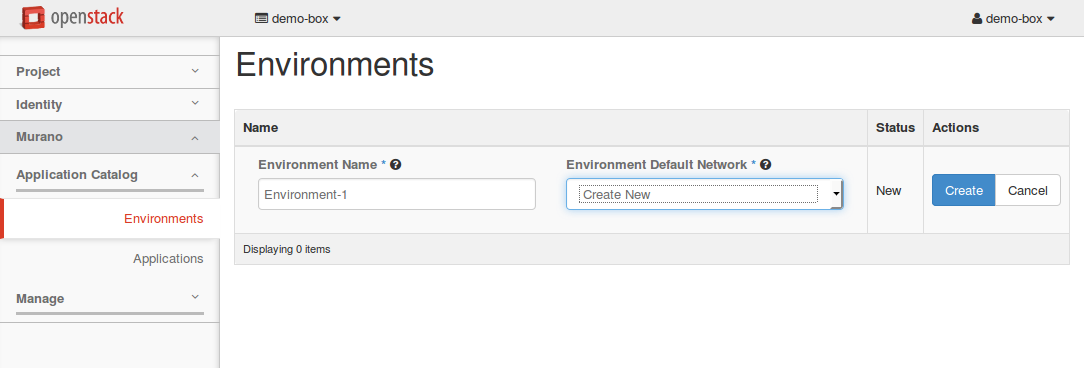 openstack
demo-box
demo-box
Project
Identity
Murano
Application Catalog
Environments
Applications
Manage
Environments
Name Status Actions
Environment Name * Environment Default Network *
Environment-1 Create New New Create Cancel
Displaying 0 items